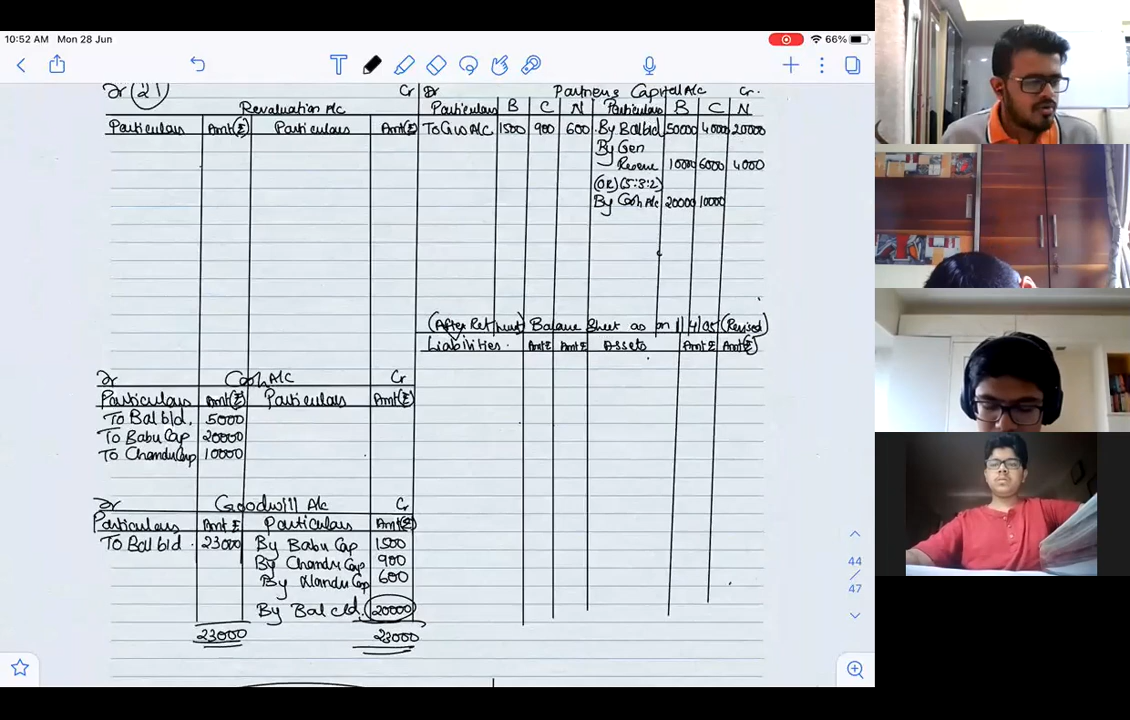 10:52 AM Mon 28 Jun
66%
Dr (21) Cr
Revaluation A/c
Particulars Amt(₹) Particulars Amt(₹)
Dr Partners Capital A/c Cr.
Particulars B C N Particulars B C N
To G/w A/c 1500 900 600 By Bal b/d 50000 40000 20000
By Gen
Reserve 10000 6000 4000
(OR) (5:3:2)
By Cash A/c 20000 10000
(After Retirement) Balance Sheet as on 1/4/05 (Revised)
Liabilities. Amt ₹ Amt ₹ Assets Amt ₹ Amt(₹)
Dr Cash A/c Cr
Particulars Amt(₹) Particulars Amt(₹)
To Bal b/d. 5000
To Babu Cap 20000
To Chandu Cap 10000
Dr Goodwill A/c Cr
Particulars Amt ₹ Particulars Amt(₹)
To Bal b/d. 23000 By Babu Cap 1500
By Chandu Cap 900
By Nandu Cap 600
By Bal c/d. 20000
23000 23000
44
/
47